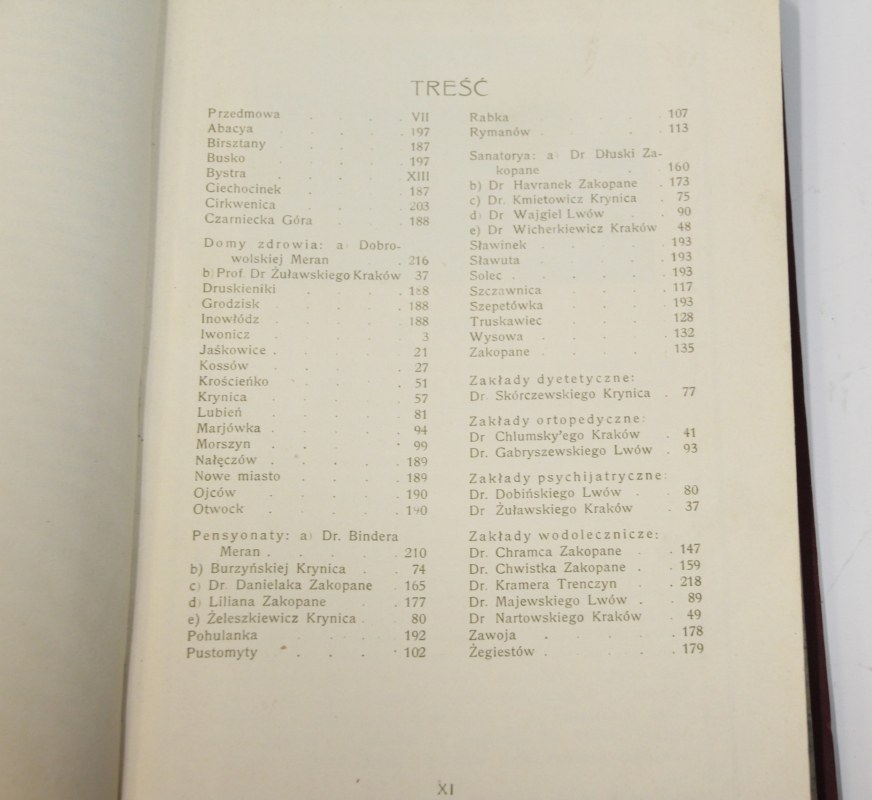 TREŚĆ
Przedmowa . . . . VII
Abacya . . . . 197
Birsztany . . . . 187
Busko . . . . 197
Bystra . . . . XIII
Ciechocinek . . . . 187
Cirkwenica . . . . 203
Czarniecka Góra . . . 188
Domy zdrowia: a) Dobro-
wolskiej Meran . . 216
b) Prof. Dr Żuławskiego Kraków 37
Druskieniki . . . . 188
Grodzisk . . . . 188
Inowłódz . . . . 188
Iwonicz . . . . 3
Jaśkowice . . . . 21
Kossów . . . . 27
Krościenko . . . . 51
Krynica . . . . 57
Lubień . . . . 81
Marjówka . . . . 94
Morszyn . . . . 99
Nałęczów . . . . 189
Nowe miasto . . . . 189
Ojców . . . . 190
Otwock . . . . 190
Pensyonaty: a) Dr. Bindera
Meran . . . . . 210
b) Burzyńskiej Krynica . . 74
c) Dr. Danielaka Zakopane . 165
d) Liliana Zakopane . . 177
e) Żeleszkiewicz Krynica . . 80
Pohulanka . . . . 192
Pustomyty . . . . 102
Rabka . . . . 107
Rymanów . . . . 113
Sanatorya: a) Dr Dłuski Za-
kopane . . . 160
b) Dr Havranek Zakopane . 173
c) Dr. Kmietowicz Krynica . 75
d) Dr Wajgiel Lwów . . 90
e) Dr Wicherkiewicz Kraków 48
Sławinek . . . . 193
Sławuta . . . . 193
Solec . . . . 193
Szczawnica . . . . 117
Szepetówka . . . . 193
Truskawiec . . . . 128
Wysowa . . . . 132
Zakopane . . . . 135
Zakłady dyetetyczne:
Dr. Skórczewskiego Krynica . 77
Zakłady ortopedyczne:
Dr Chlumsky'ego Kraków . 41
Dr. Gabryszewskiego Lwów . 93
Zakłady psychijatryczne:
Dr. Dobińskiego Lwów . . 80
Dr Żuławskiego Kraków . 37
Zakłady wodolecznicze:
Dr. Chramca Zakopane . . 147
Dr. Chwistka Zakopane . . 159
Dr. Kramera Trenczyn . . 218
Dr. Majewskiego Lwów . . 89
Dr Nartowskiego Kraków . 49
Zawoja . . . . 178
Żegiestów . . . . 179
XI